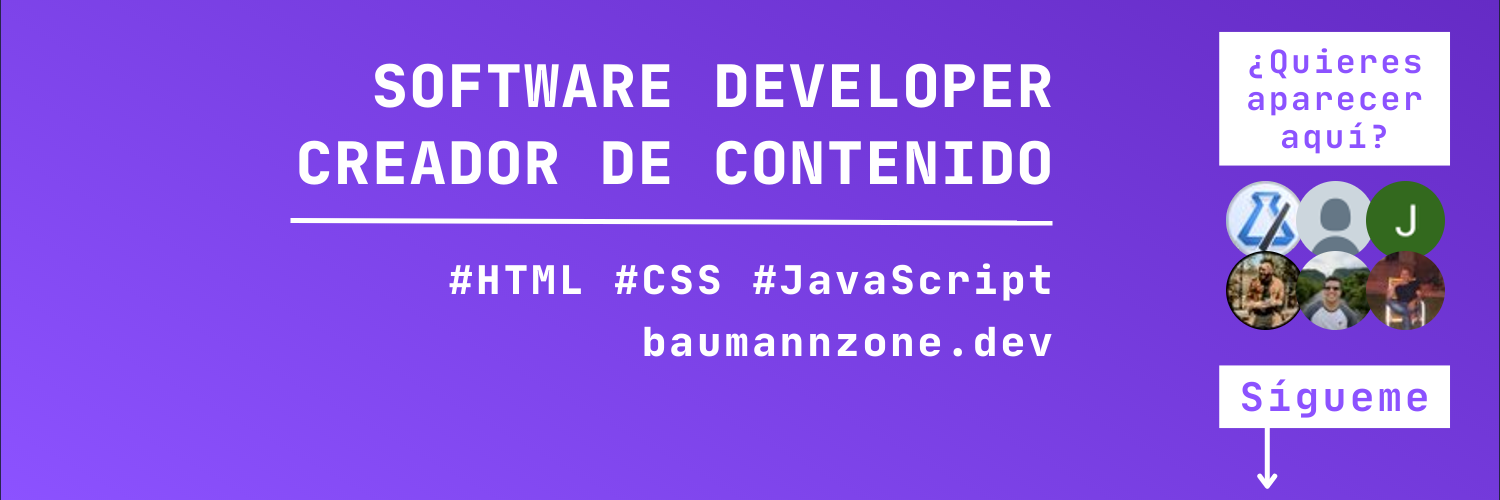 SOFTWARE DEVELOPER
CREADOR DE CONTENIDO
#HTML #CSS #JavaScript
baumannzone.dev
¿Quieres
aparecer
aquí?
J
Sígueme